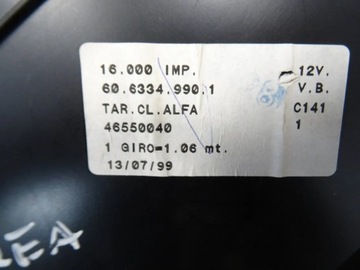 16.000 IMP. 12V.
60.6334.990.1 V.B.
TAR.CL.ALFA C141
46550040 1
1 GIRO=1.06 mt.
13/07/99